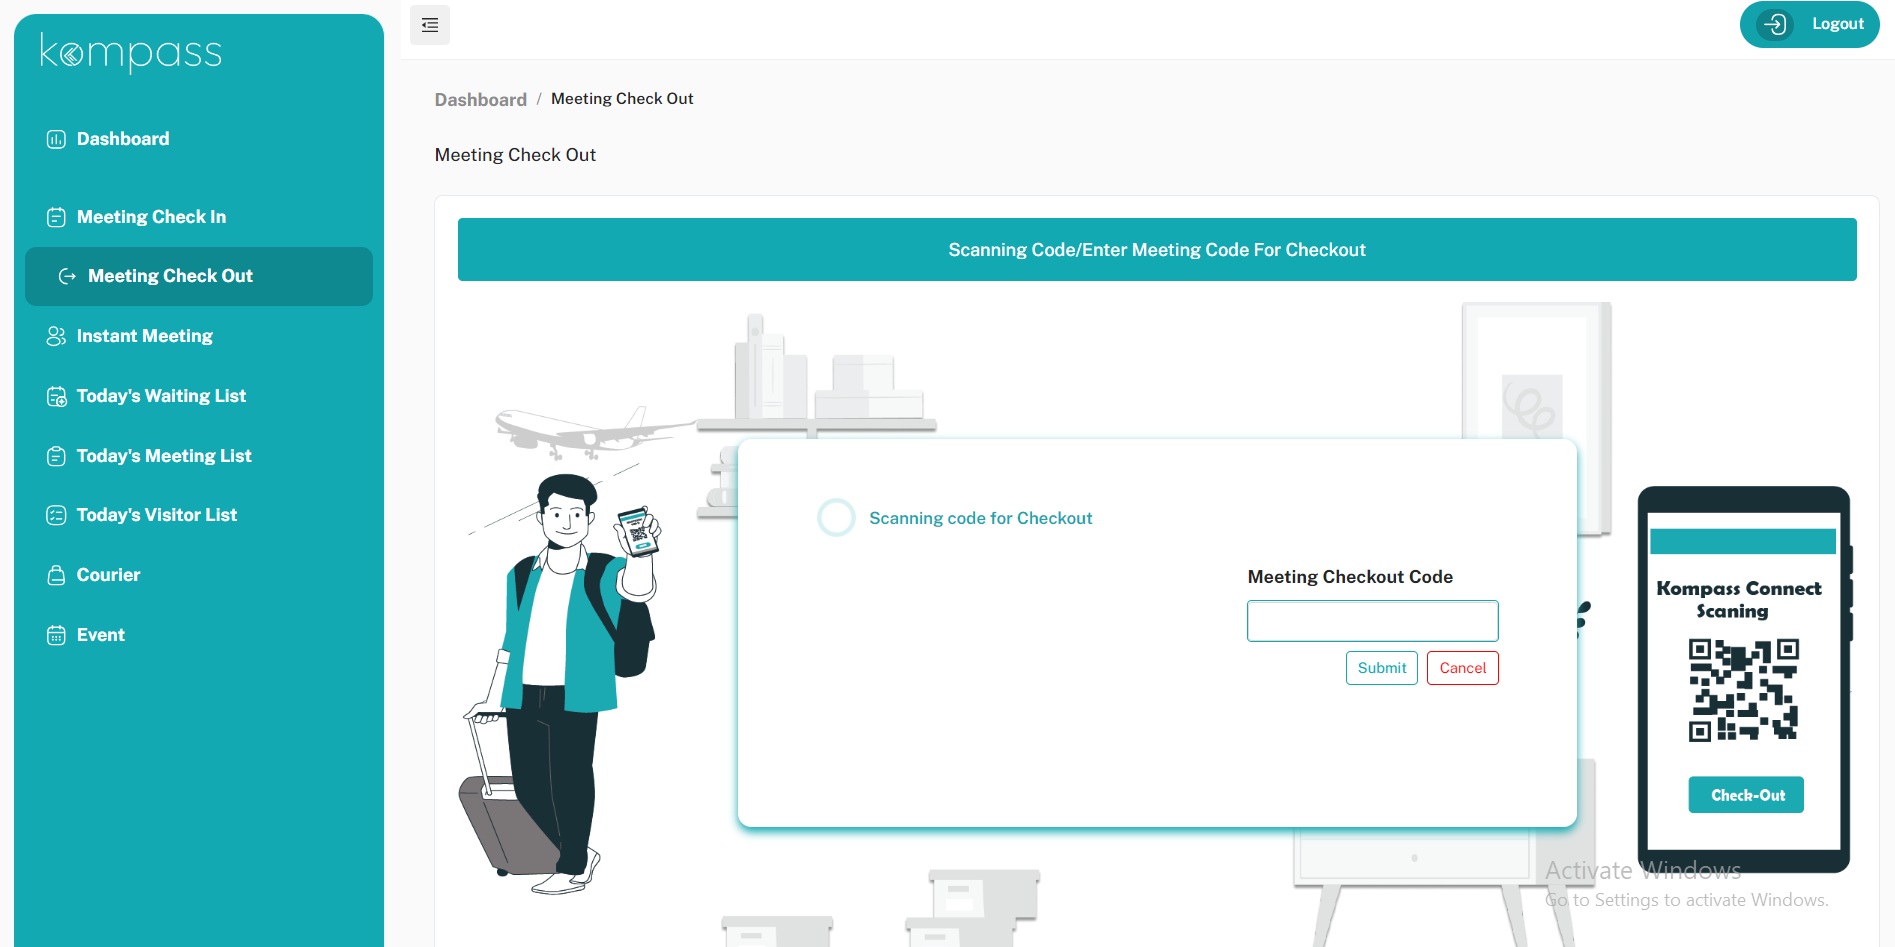 kompass
Logout
Dashboard / Meeting Check Out
Meeting Check Out
Dashboard
Meeting Check In
Meeting Check Out
Instant Meeting
Today's Waiting List
Today's Meeting List
Today's Visitor List
Courier
Event
Scanning Code/Enter Meeting Code For Checkout
Scanning code for Checkout
Meeting Checkout Code
Submit
Cancel
Kompass Connect
Scaning
Check-Out
Activate Windows
Go to Settings to activate Windows.